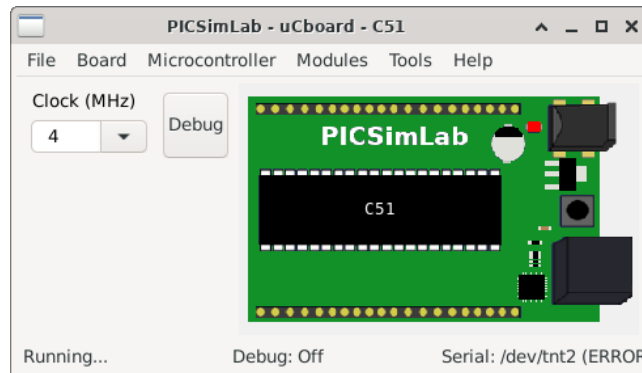 PICSimLab - uCboard - C51
File Board Microcontroller Modules Tools Help
Clock (MHz)
4
Debug
PICSimLab
C51
Running... Debug: Off Serial: /dev/tnt2 (ERROR